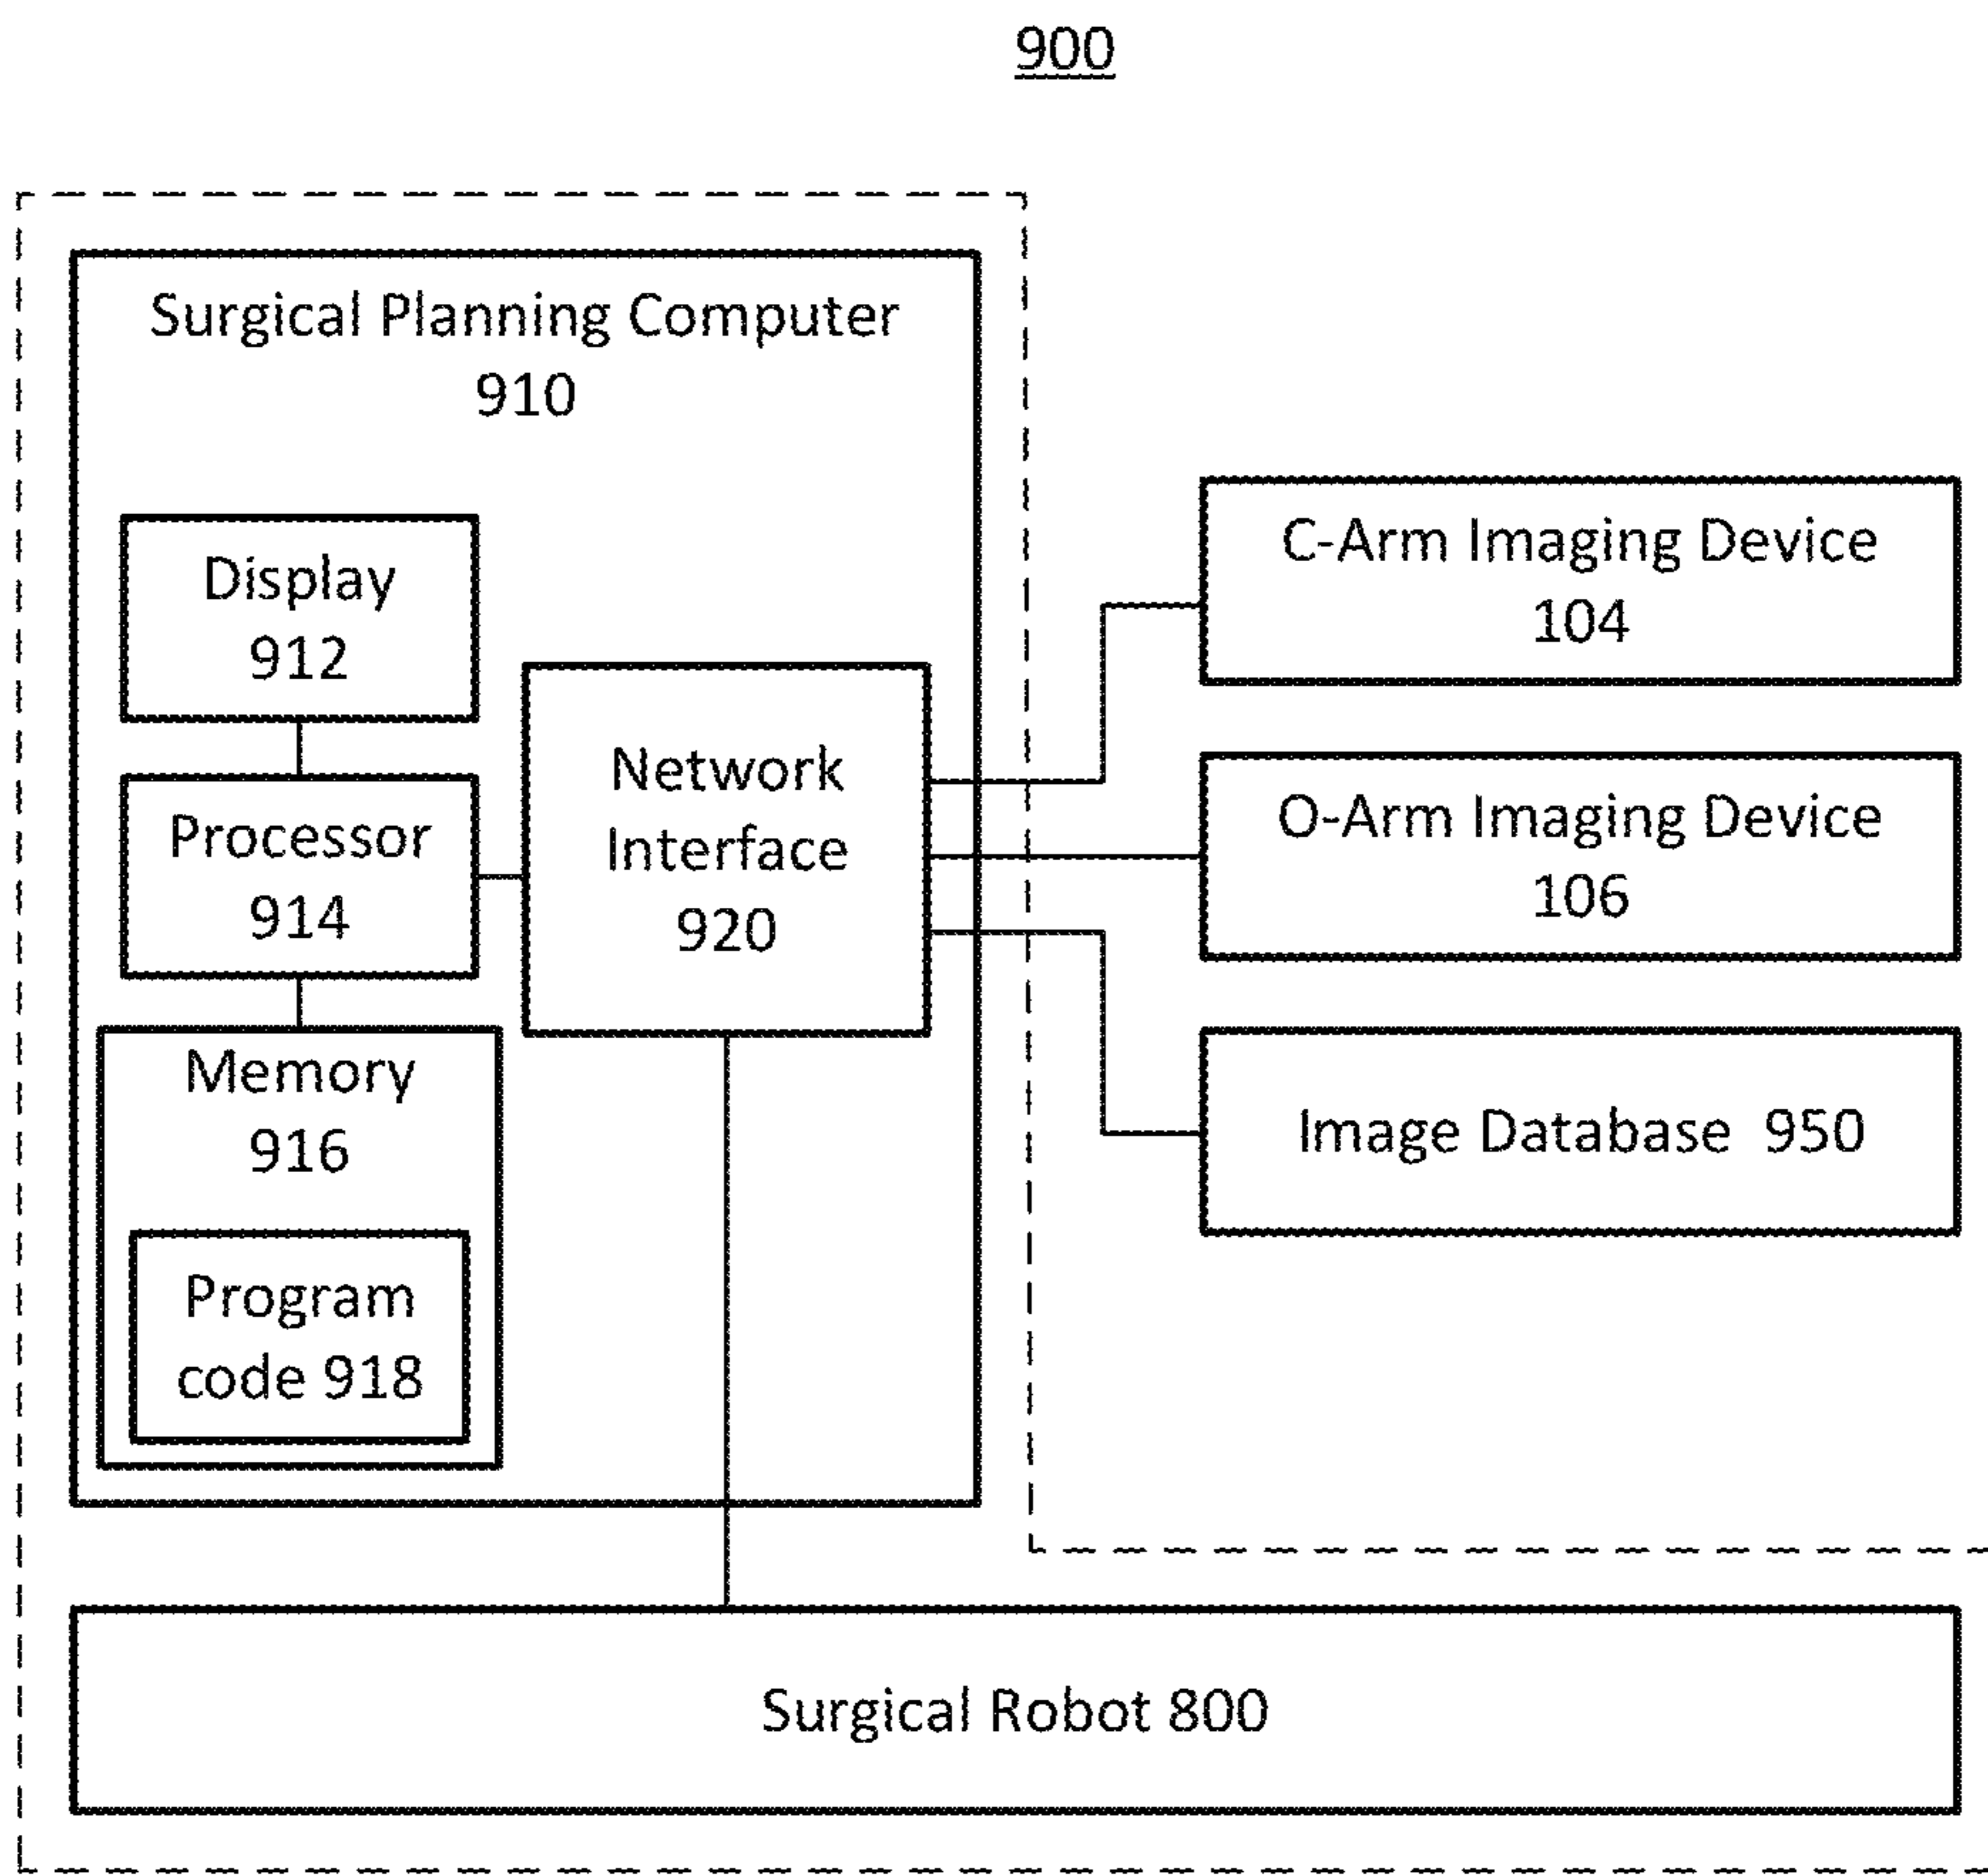 900
Surgical Planning Computer
910
Display
912
Processor
914
Memory
916
Program
code 918
Network
Interface
920
C-Arm Imaging Device
104
O-Arm Imaging Device
106
Image Database 950
Surgical Robot 800